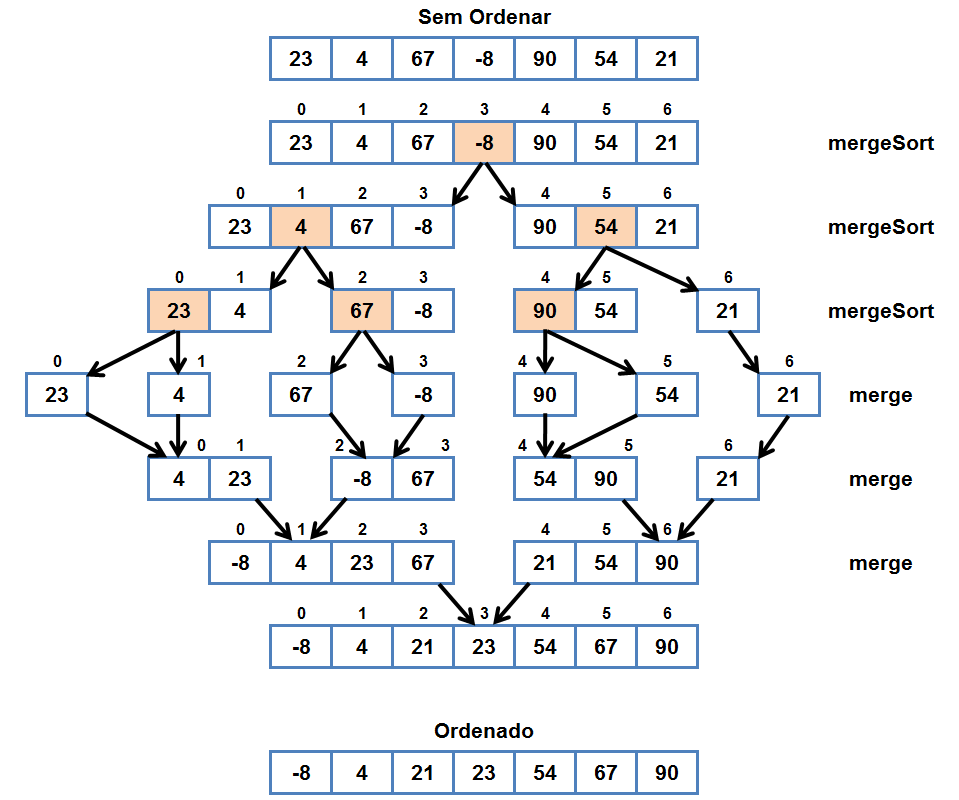 Sem Ordenar
23 4 67 -8 90 54 21
0 1 2 3 4 5 6
23 4 67 -8 90 54 21 mergeSort
0 1 2 3 4 5 6
23 4 67 -8 90 54 21 mergeSort
0 1 2 3 4 5 6
23 4 67 -8 90 54 21 mergeSort
0 1 2 3 4 5 6
23 4 67 -8 90 54 21 merge
0 1 2 3 4 5 6
4 23 -8 67 54 90 21 merge
0 1 2 3 4 5 6
-8 4 23 67 21 54 90 merge
0 1 2 3 4 5 6
-8 4 21 23 54 67 90
Ordenado
-8 4 21 23 54 67 90